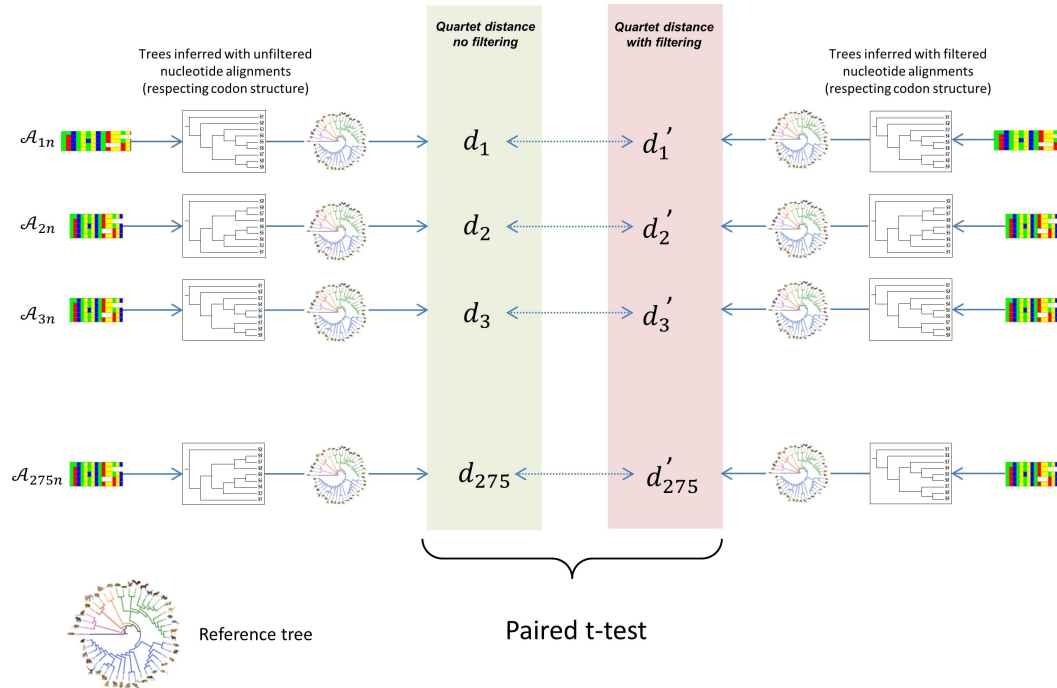 Quartet distance
no filtering
Quartet distance
with filtering
Trees inferred with unfiltered
nucleotide alignments
(respecting codon structure)
Trees inferred with filtered
nucleotide alignments
(respecting codon structure)
𝒜1n
d1
d1′
𝒜2n
d2
d2′
𝒜3n
d3
d3′
𝒜275n
d275
d275′
Reference tree
Paired t-test